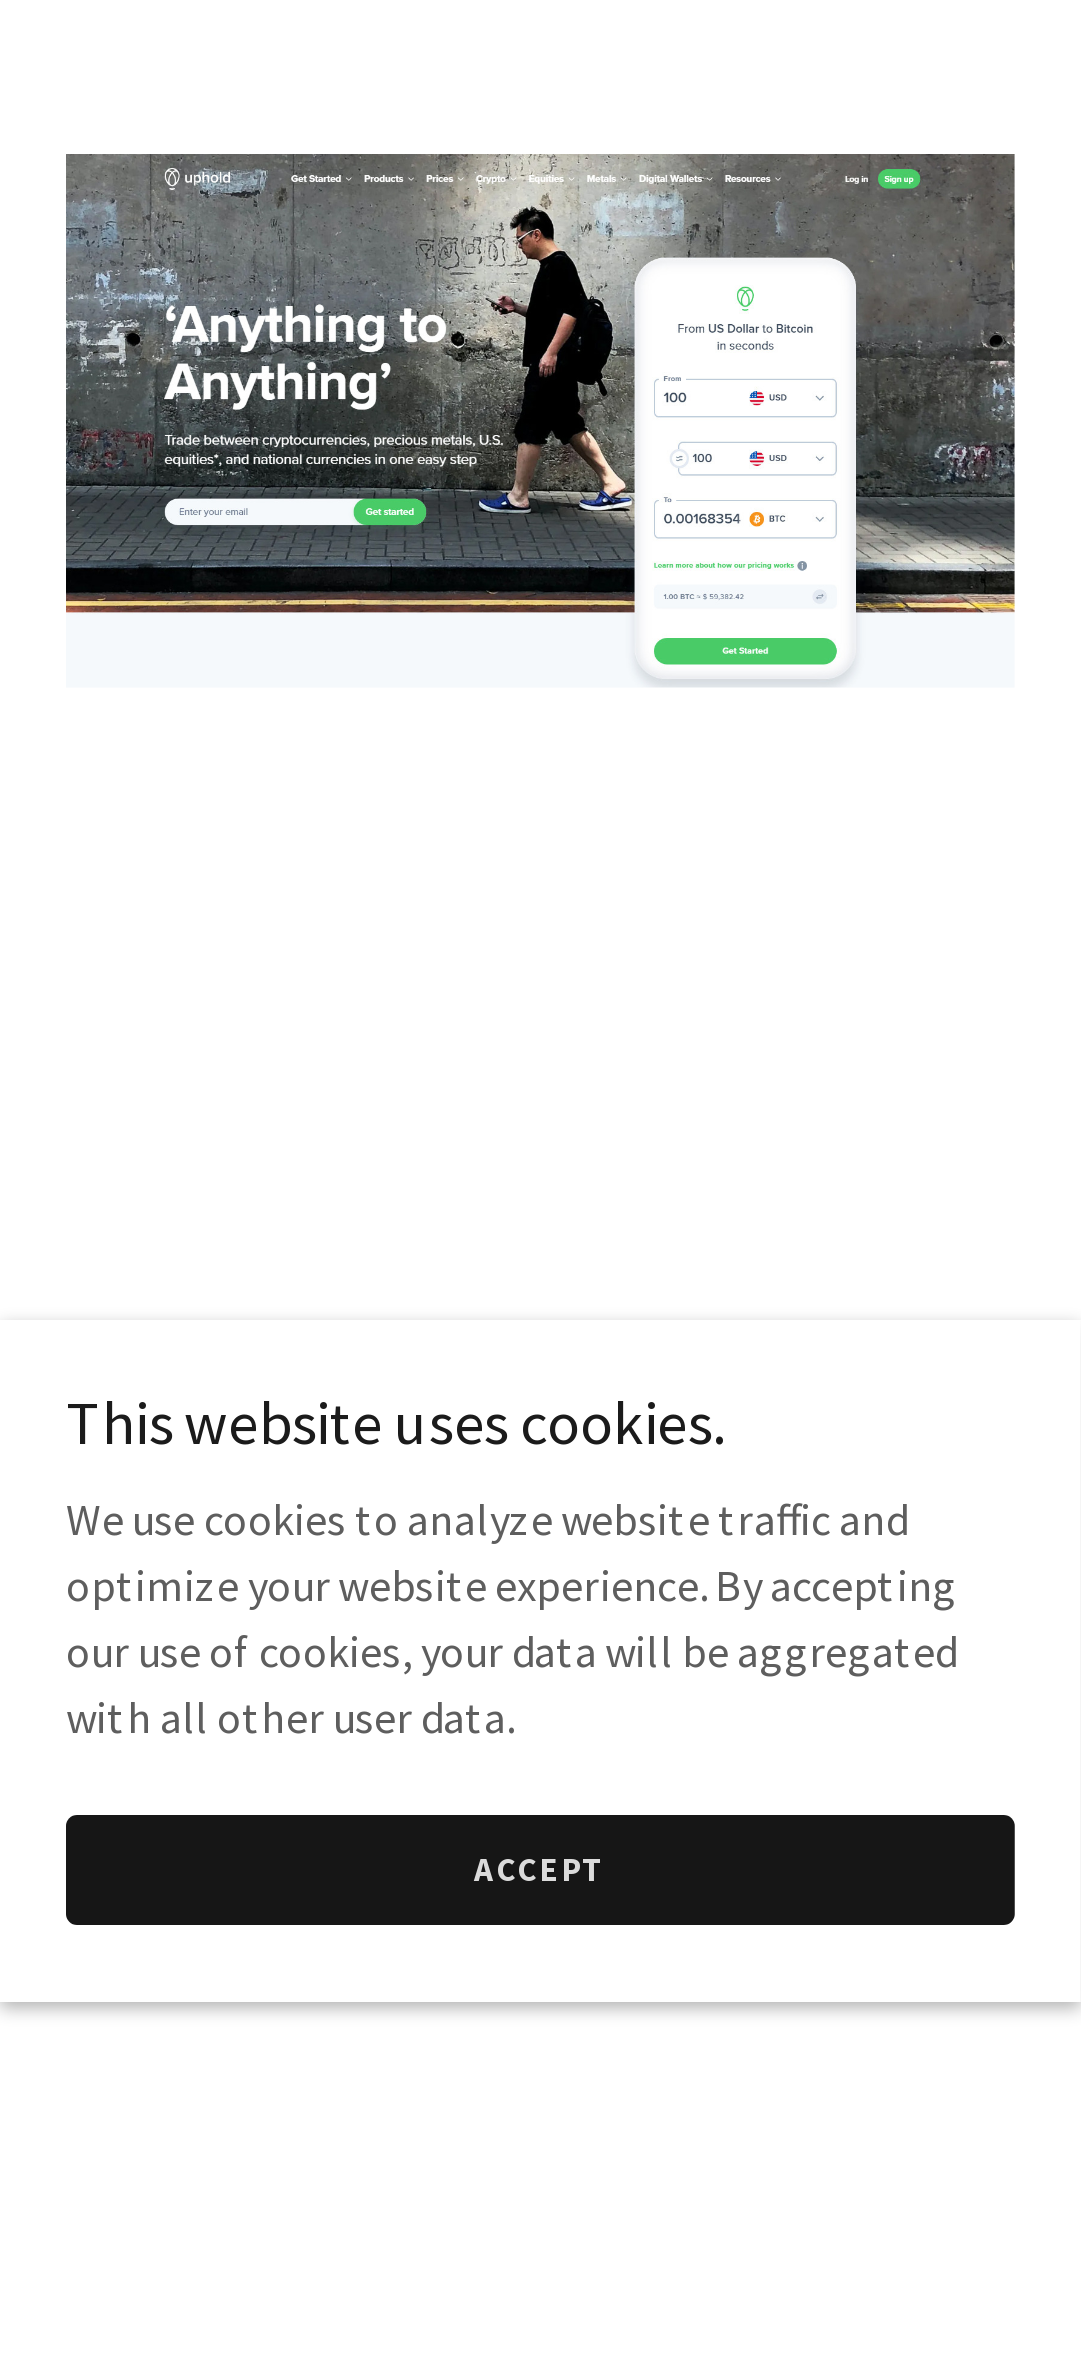 uphold
Get Started Products Prices Crypto Equities Metals Digital Wallets Resources Log in Sign up
‘Anything to
Anything’
Trade between cryptocurrencies, precious metals, U.S.
equities*, and national currencies in one easy step
Enter your email Get started
From US Dollar to Bitcoin
in seconds
From
100 USD
≈ 100 USD
To
0.00168354 BTC
Learn more about how our pricing works i
1.00 BTC ≈ $ 59,382.42
Get Started
This website uses cookies.
We use cookies to analyze website traffic and
optimize your website experience. By accepting
our use of cookies, your data will be aggregated
with all other user data.
ACCEPT